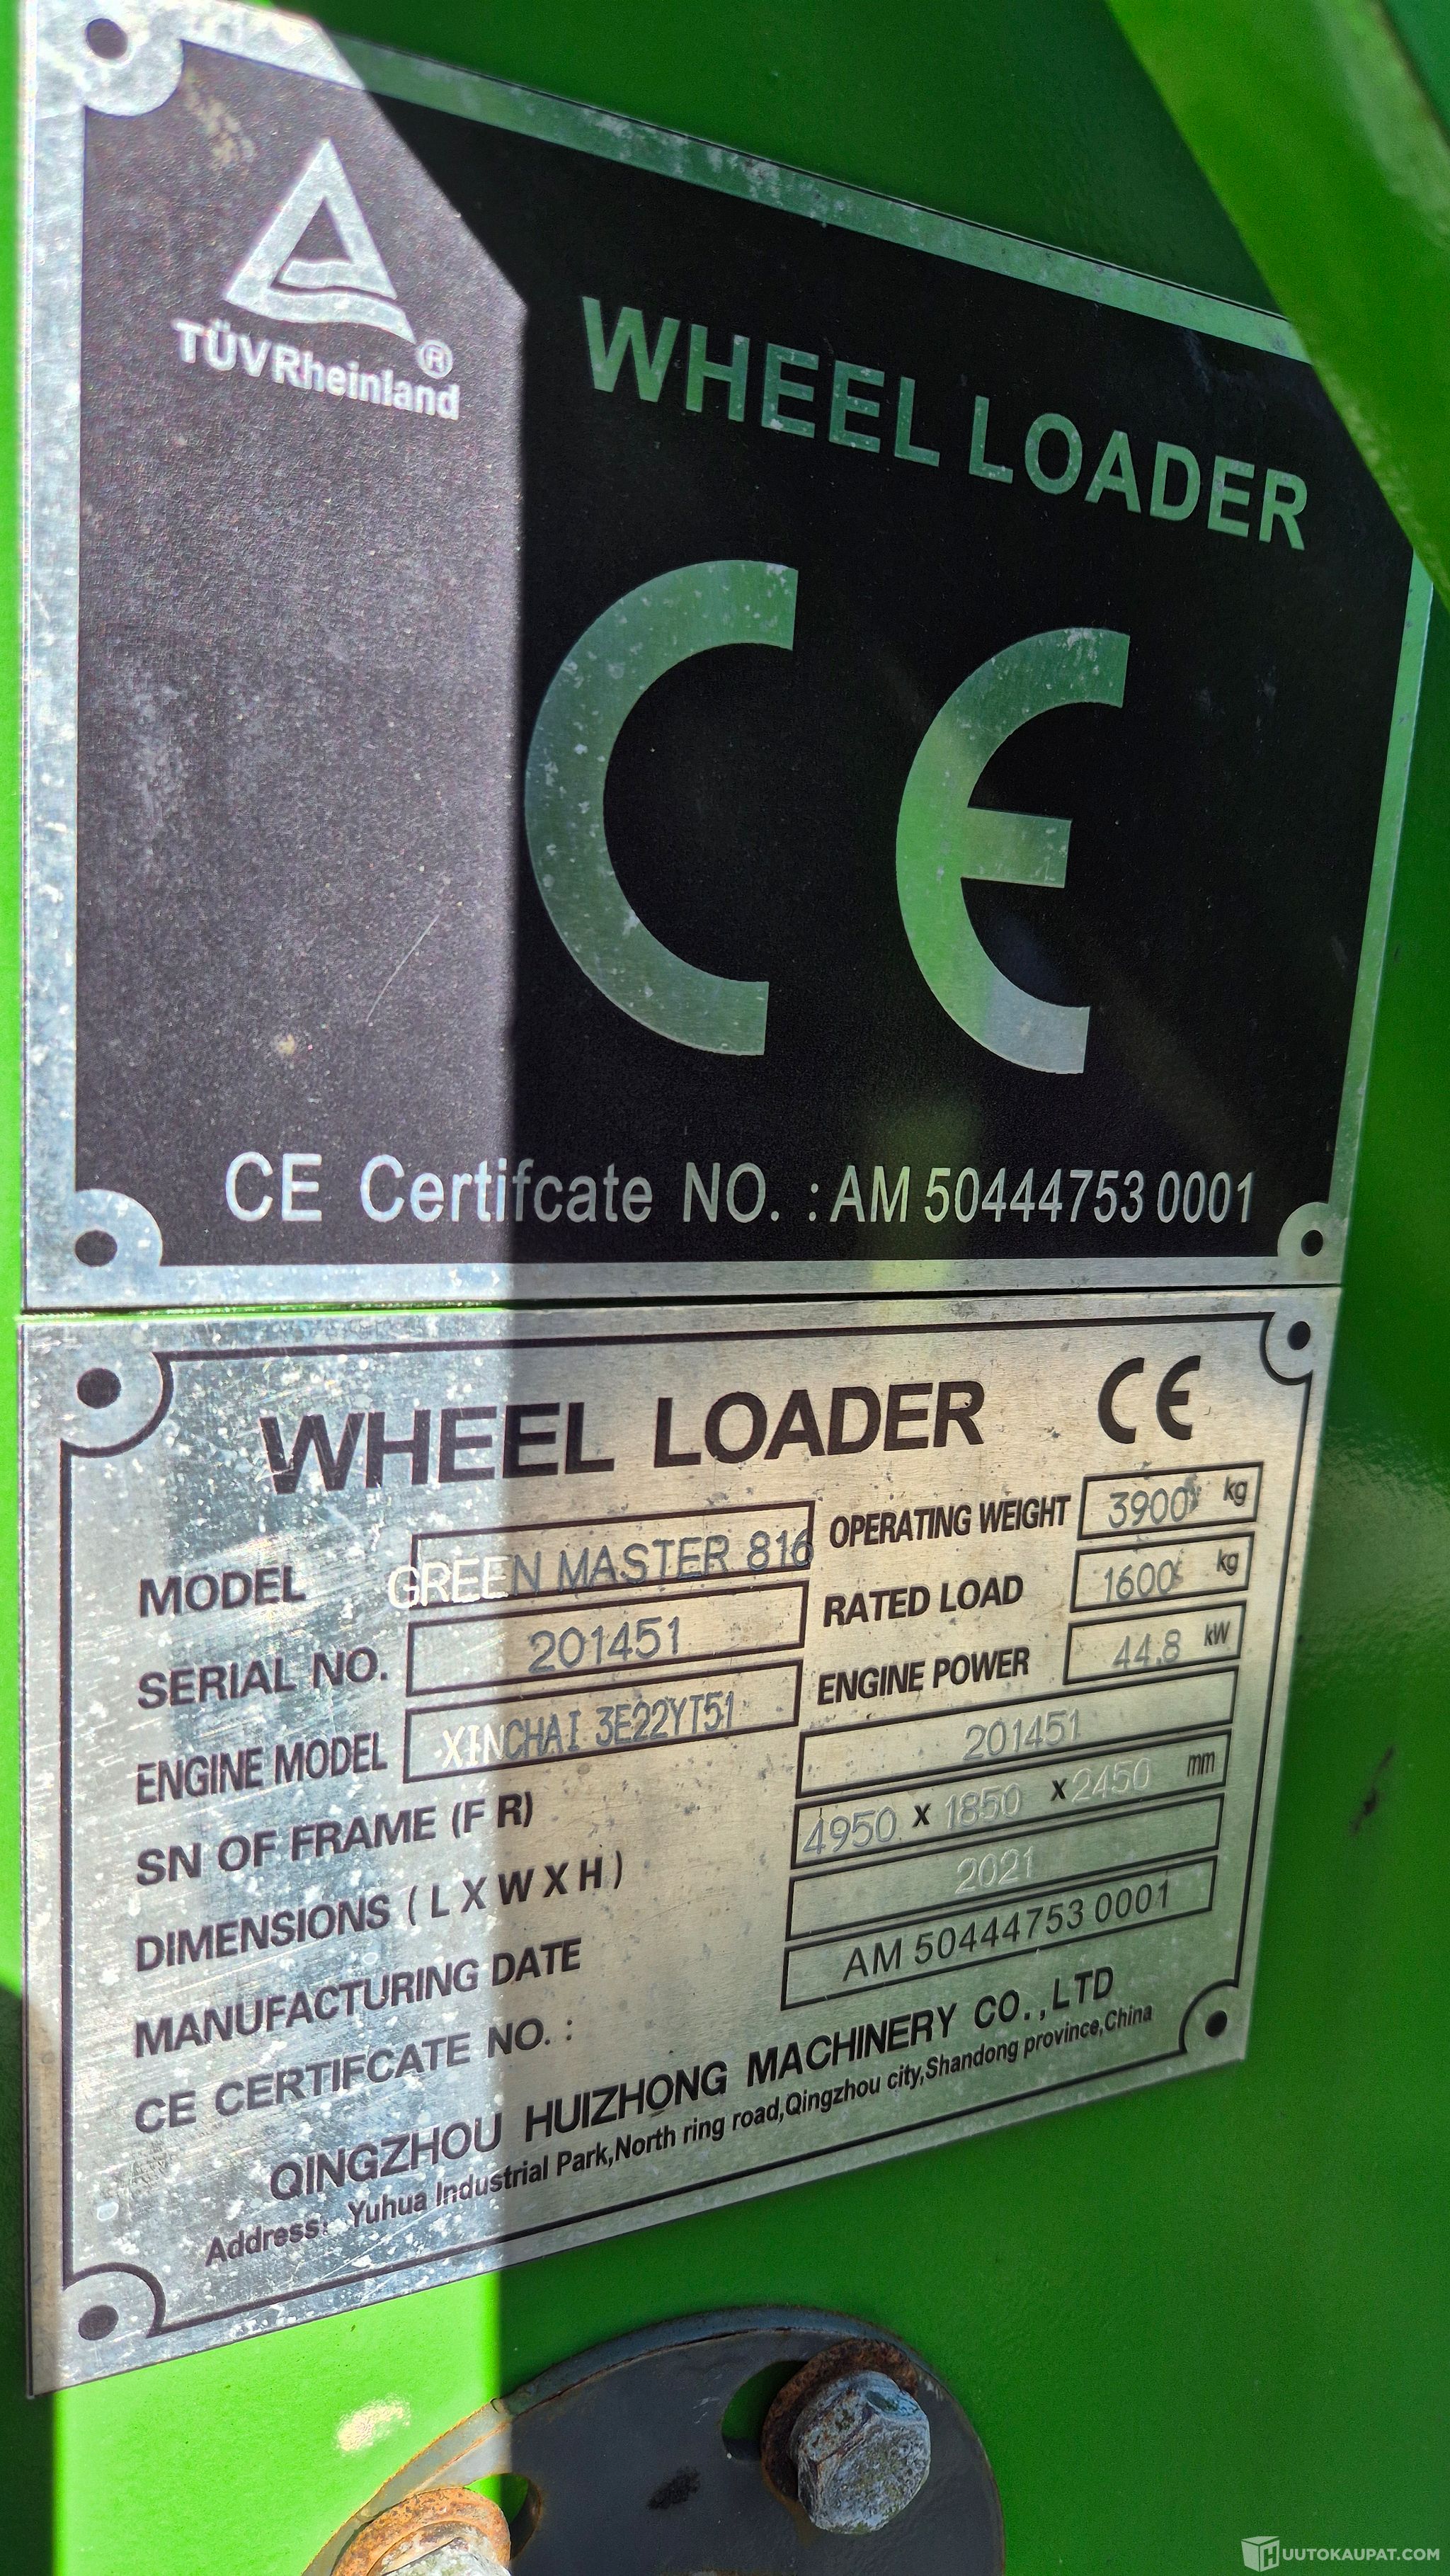 TÜVRheinland®
WHEEL LOADER
CE
CE Certifcate NO. : AM 50444753 0001
WHEEL LOADER CE
MODEL GREEN MASTER 816 OPERATING WEIGHT 3900 kg
SERIAL NO. 201451 RATED LOAD 1600 kg
ENGINE MODEL XINCHAI 3E22YT51 ENGINE POWER 44.8 kW
SN OF FRAME (F R) 201451
DIMENSIONS ( L X W X H ) 4950 X 1850 X 2450 mm
MANUFACTURING DATE 2021
CE CERTIFCATE NO. : AM 50444753 0001
QINGZHOU HUIZHONG MACHINERY CO.,LTD
Address: Yuhua Industrial Park,North ring road,Qingzhou city,Shandong province,China
HUUTOKAUPAT.COM